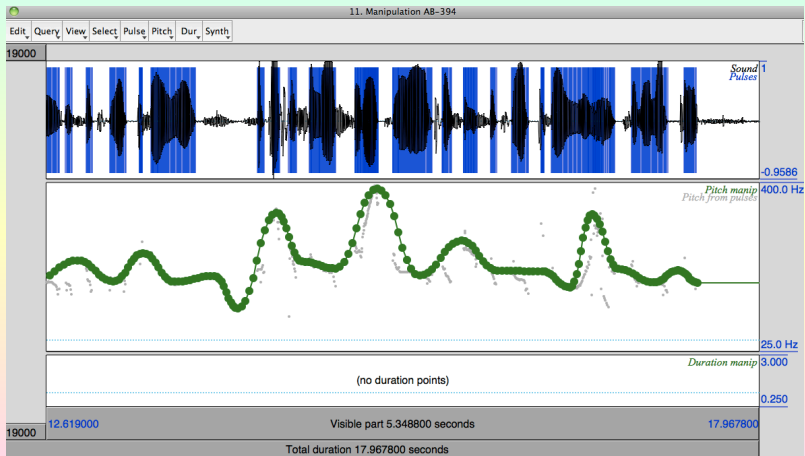 11. Manipulation AB-394
Edit Query View Select Pulse Pitch Dur Synth
19000
Sound
1
Pulses
-0.9586
Pitch manip
400.0 Hz
Pitch from pulses
25.0 Hz
Duration manip
3.000
(no duration points)
0.250
12.619000 Visible part 5.348800 seconds 17.967800
19000
Total duration 17.967800 seconds